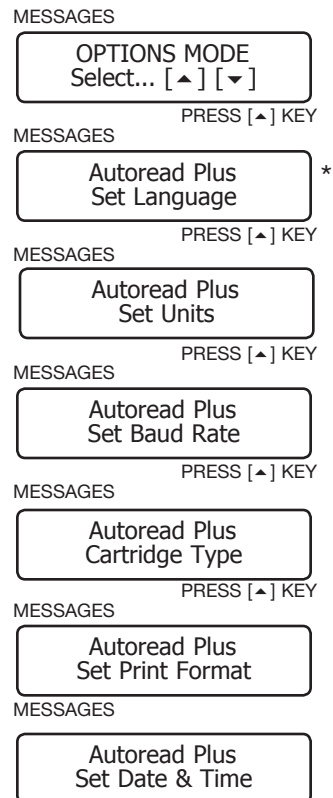 MESSAGES
OPTIONS MODE
Select... [▲] [▼]
PRESS [▲] KEY
MESSAGES
Autoread Plus
*
Set Language
PRESS [▲] KEY
MESSAGES
Autoread Plus
Set Units
PRESS [▲] KEY
MESSAGES
Autoread Plus
Set Baud Rate
PRESS [▲] KEY
MESSAGES
Autoread Plus
Cartridge Type
PRESS [▲] KEY
MESSAGES
Autoread Plus
Set Print Format
MESSAGES
Autoread Plus
Set Date & Time